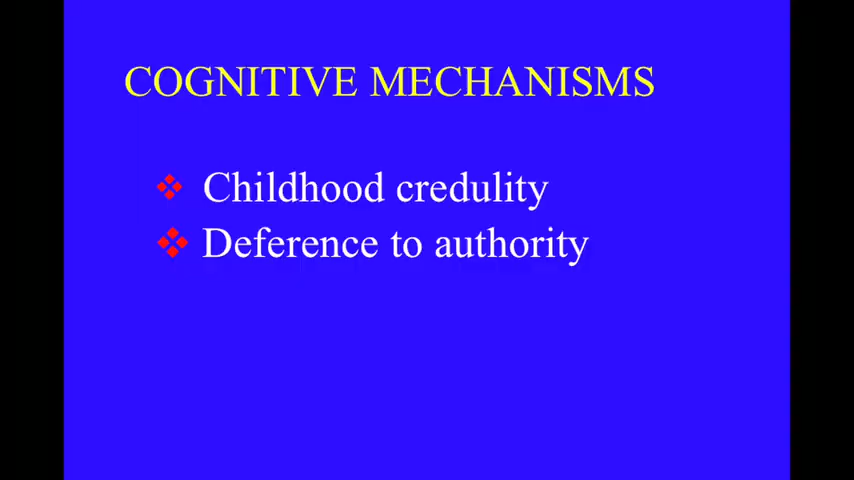 COGNITIVE MECHANISMS
❖ Childhood credulity
❖ Deference to authority